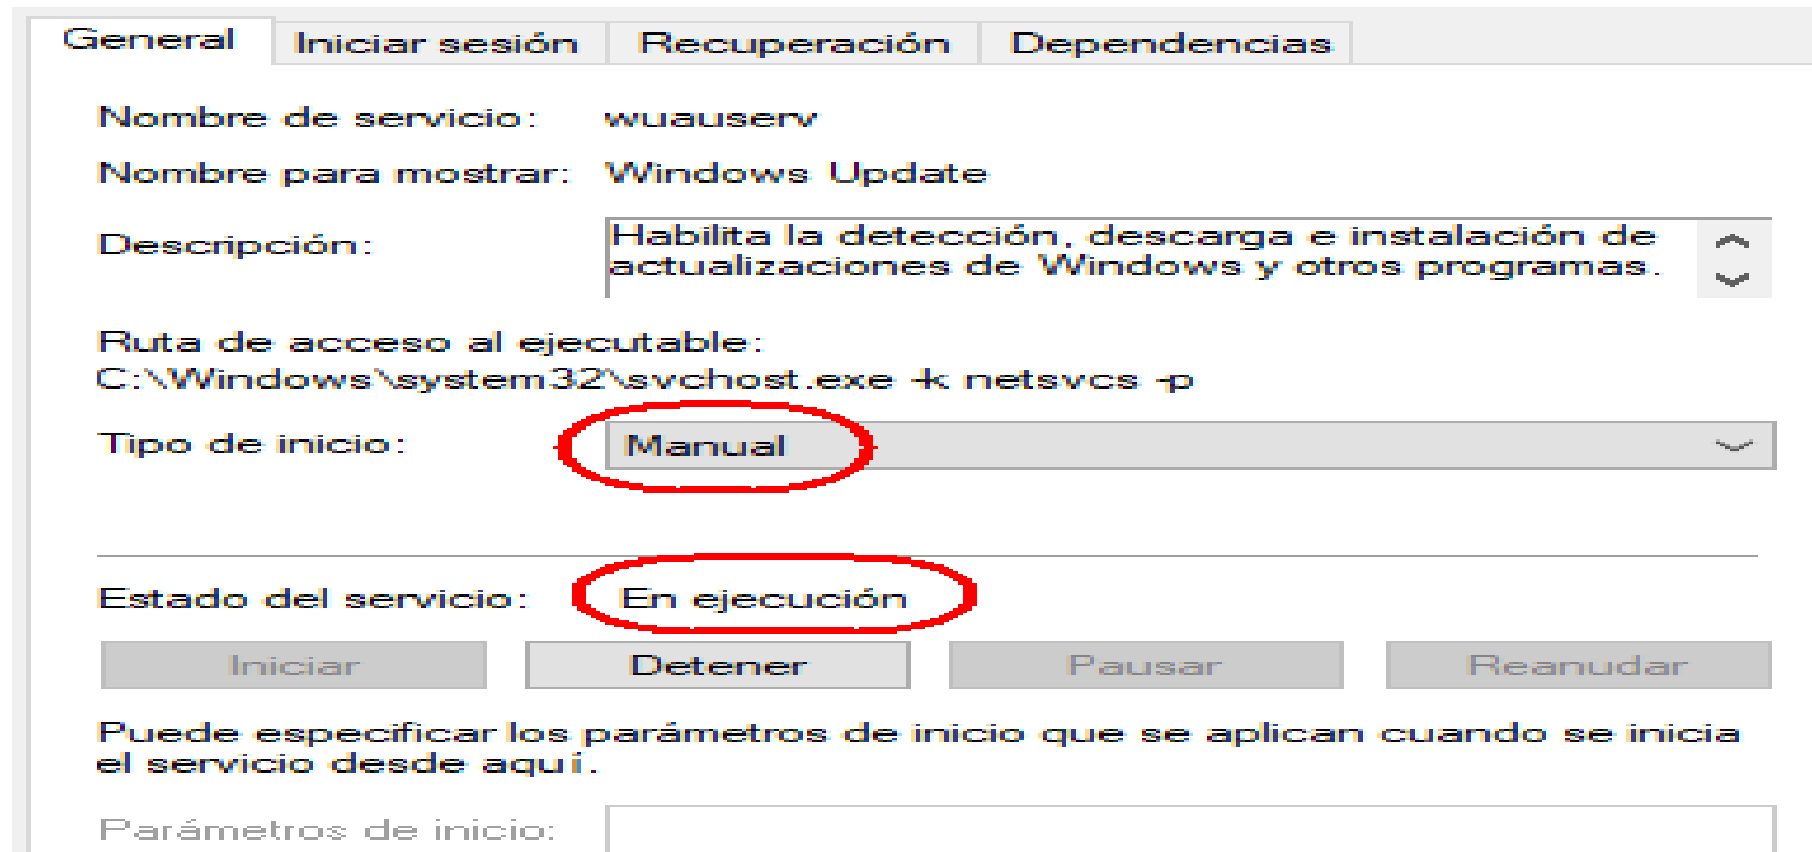 General Iniciar sesión Recuperación Dependencias
Nombre de servicio: wuauserv
Nombre para mostrar: Windows Update
Descripción: Habilita la detección, descarga e instalación de
actualizaciones de Windows y otros programas.
Ruta de acceso al ejecutable:
C:\Windows\system32\svchost.exe -k netsvcs -p
Tipo de inicio: Manual
Estado del servicio: En ejecución
Iniciar Detener Pausar Reanudar
Puede especificar los parámetros de inicio que se aplican cuando se inicia
el servicio desde aquí.
Parámetros de inicio: